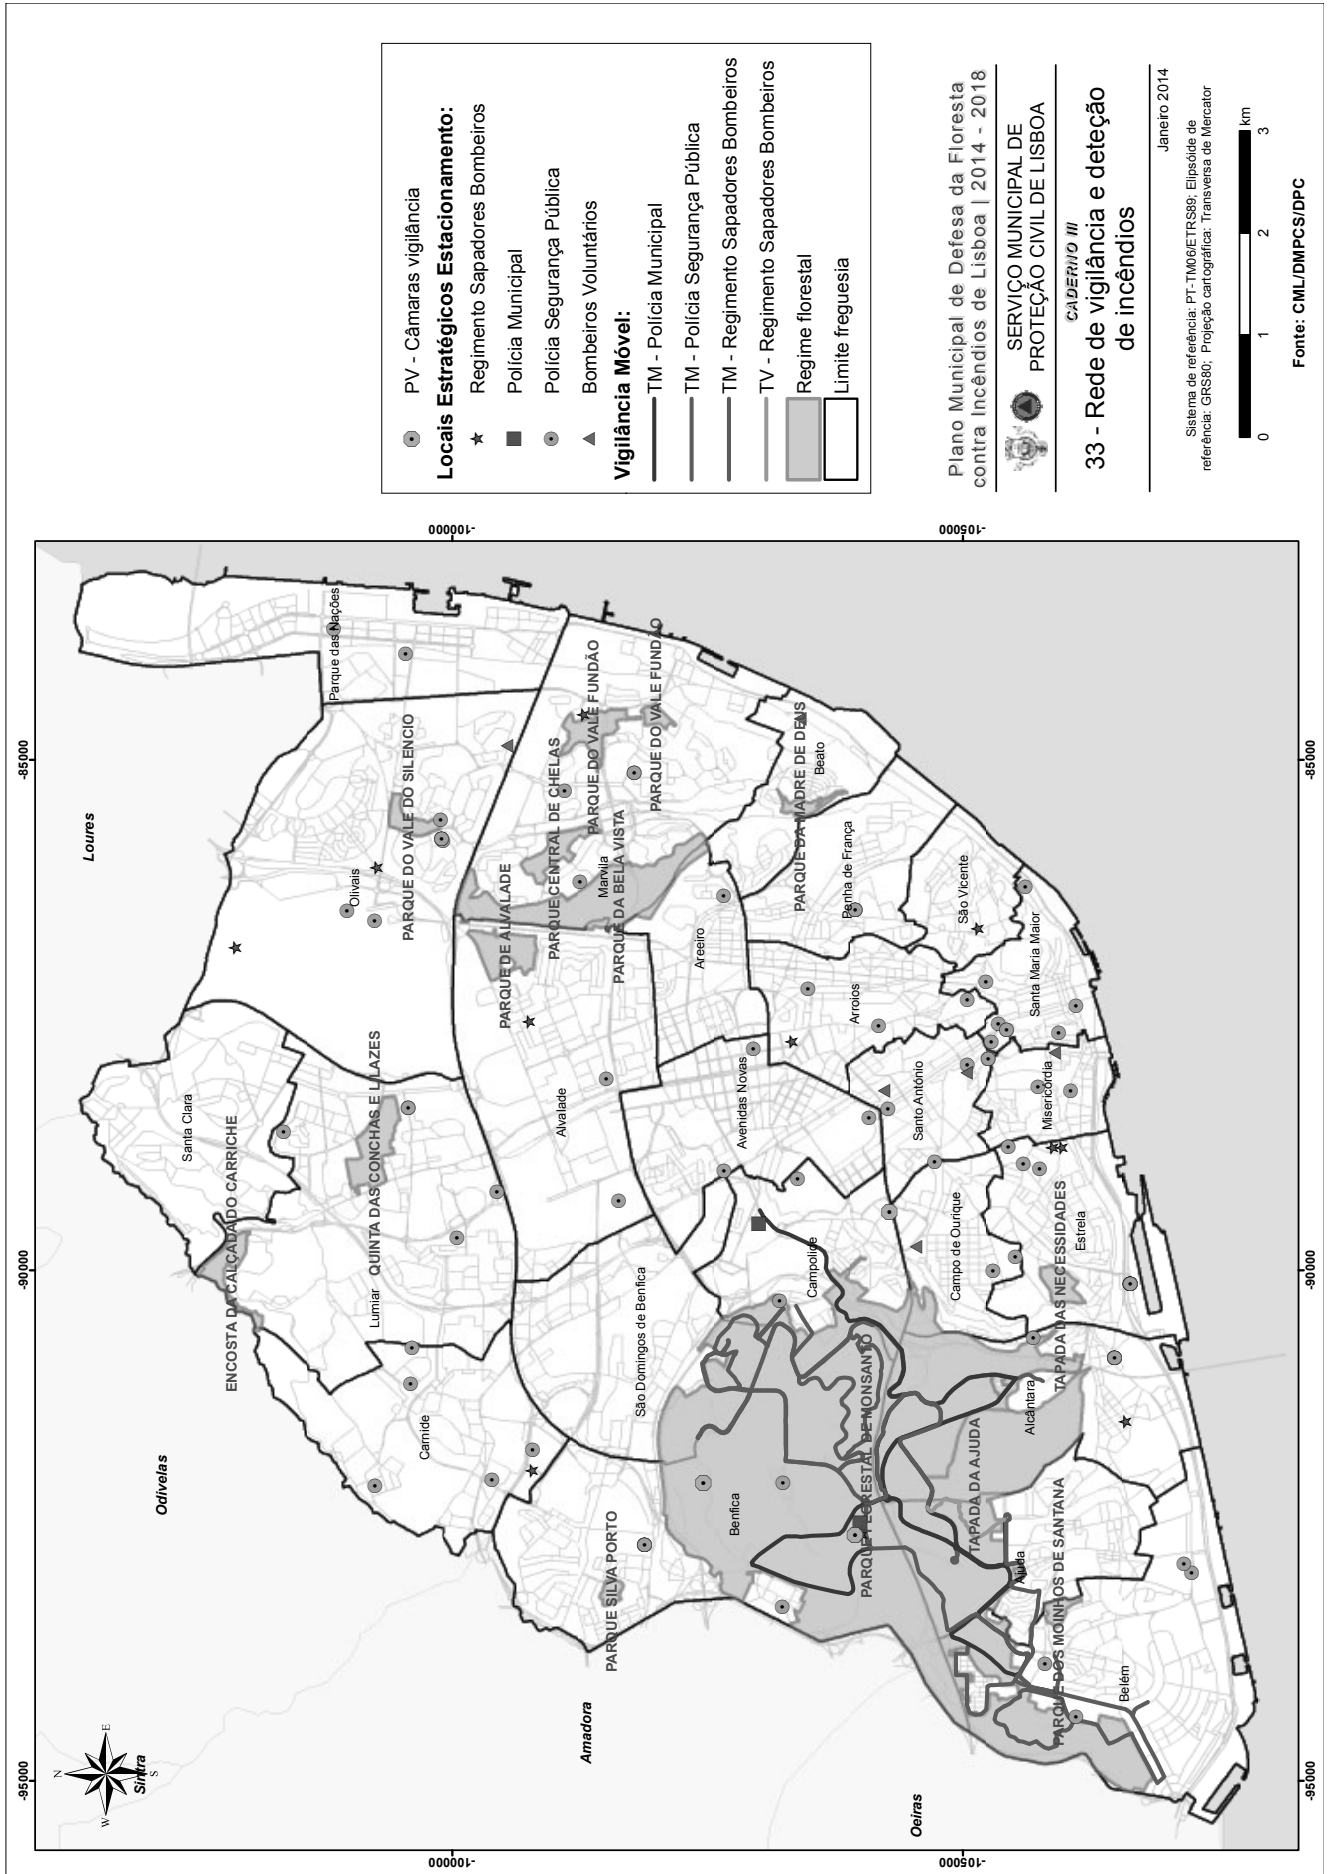 Loures
Odivelas
Sintra
Amadora
Oeiras
N
E
S
W
-95000
-90000
-85000
-95000
-90000
-85000
-100000
-105000
-100000
-105000
Parque das Nações
Santa Clara
ENCOSTA DA CALÇADA DO CARRICHE
Olivais
PARQUE DO VALE DO SILENCIO
QUINTA DAS CONCHAS E LILAZES
Lumiar
Carnide
PARQUE DE ALVALADE
PARQUE CENTRAL DE CHELAS
PARQUE DO VALE FUNDÃO
PARQUE DO VALE FUNDÃO
Marvila
PARQUE DA BELA VISTA
Alvalade
São Domingos de Benfica
PARQUE SILVA PORTO
Benfica
Areeiro
Avenidas Novas
PARQUE DA MADRE DE DEUS
Beato
Penha de França
Arroios
Campolide
PARQUE FLORESTAL DE MONSANTO
Santo António
São Vicente
Campo de Ourique
TAPADA DA AJUDA
Santa Maria Maior
Misericórdia
Alcântara
Ajuda
TAPADA DAS NECESSIDADES
Estrela
PARQUE DOS MOINHOS DE SANTANA
Belém
PV - Câmaras vigilância
Locais Estratégicos Estacionamento:
Regimento Sapadores Bombeiros
Polícia Municipal
Polícia Segurança Pública
Bombeiros Voluntários
Vigilância Móvel:
TM - Polícia Municipal
TM - Polícia Segurança Pública
TM - Regimento Sapadores Bombeiros
TV - Regimento Sapadores Bombeiros
Regime florestal
Limite freguesia
Plano Municipal de Defesa da Floresta
contra Incêndios de Lisboa | 2014 - 2018
SERVIÇO MUNICIPAL DE
PROTEÇÃO CIVIL DE LISBOA
CADERNO III
33 - Rede de vigilância e deteção
de incêndios
Janeiro 2014
Sistema de referência: PT-TM06/ETRS89; Elipsóide de
referência: GRS80; Projeção cartográfica: Transversa de Mercator
0 1 2 3 km
Fonte: CML/DMPCS/DPC